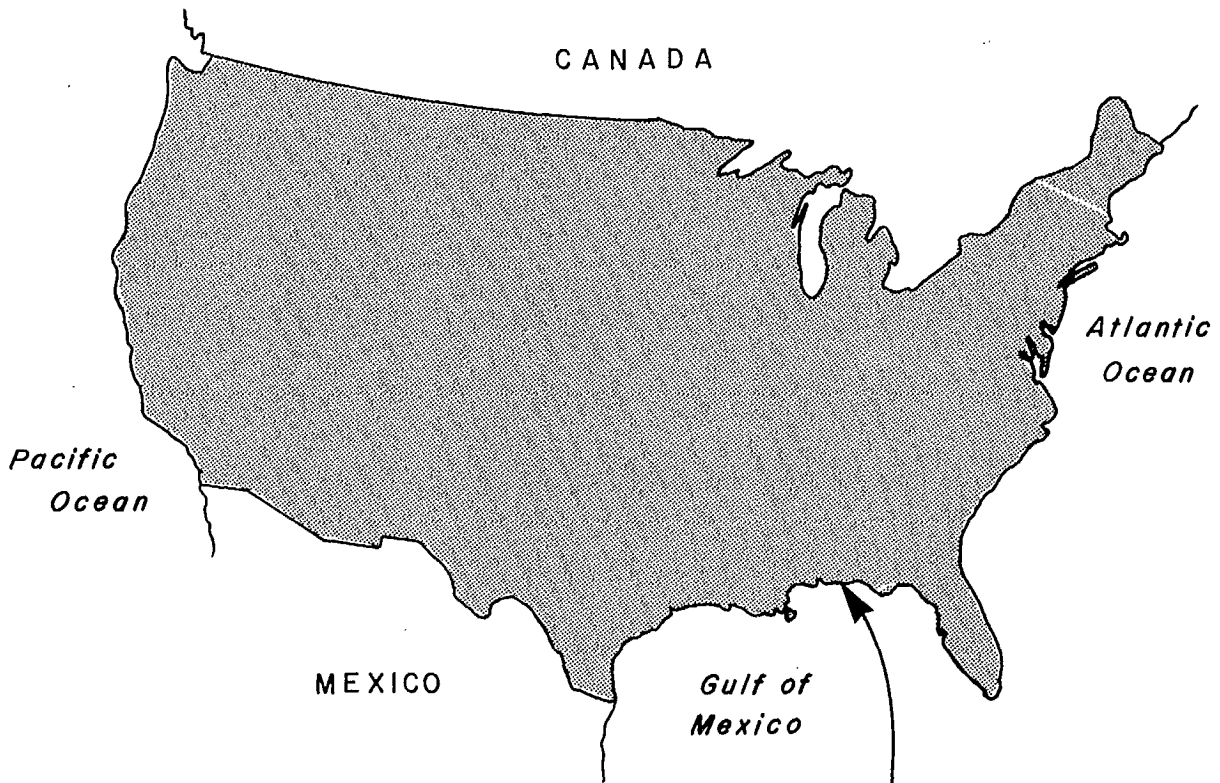 CANADA
Atlantic
Ocean
Pacific
Ocean
MEXICO
Gulf of
Mexico